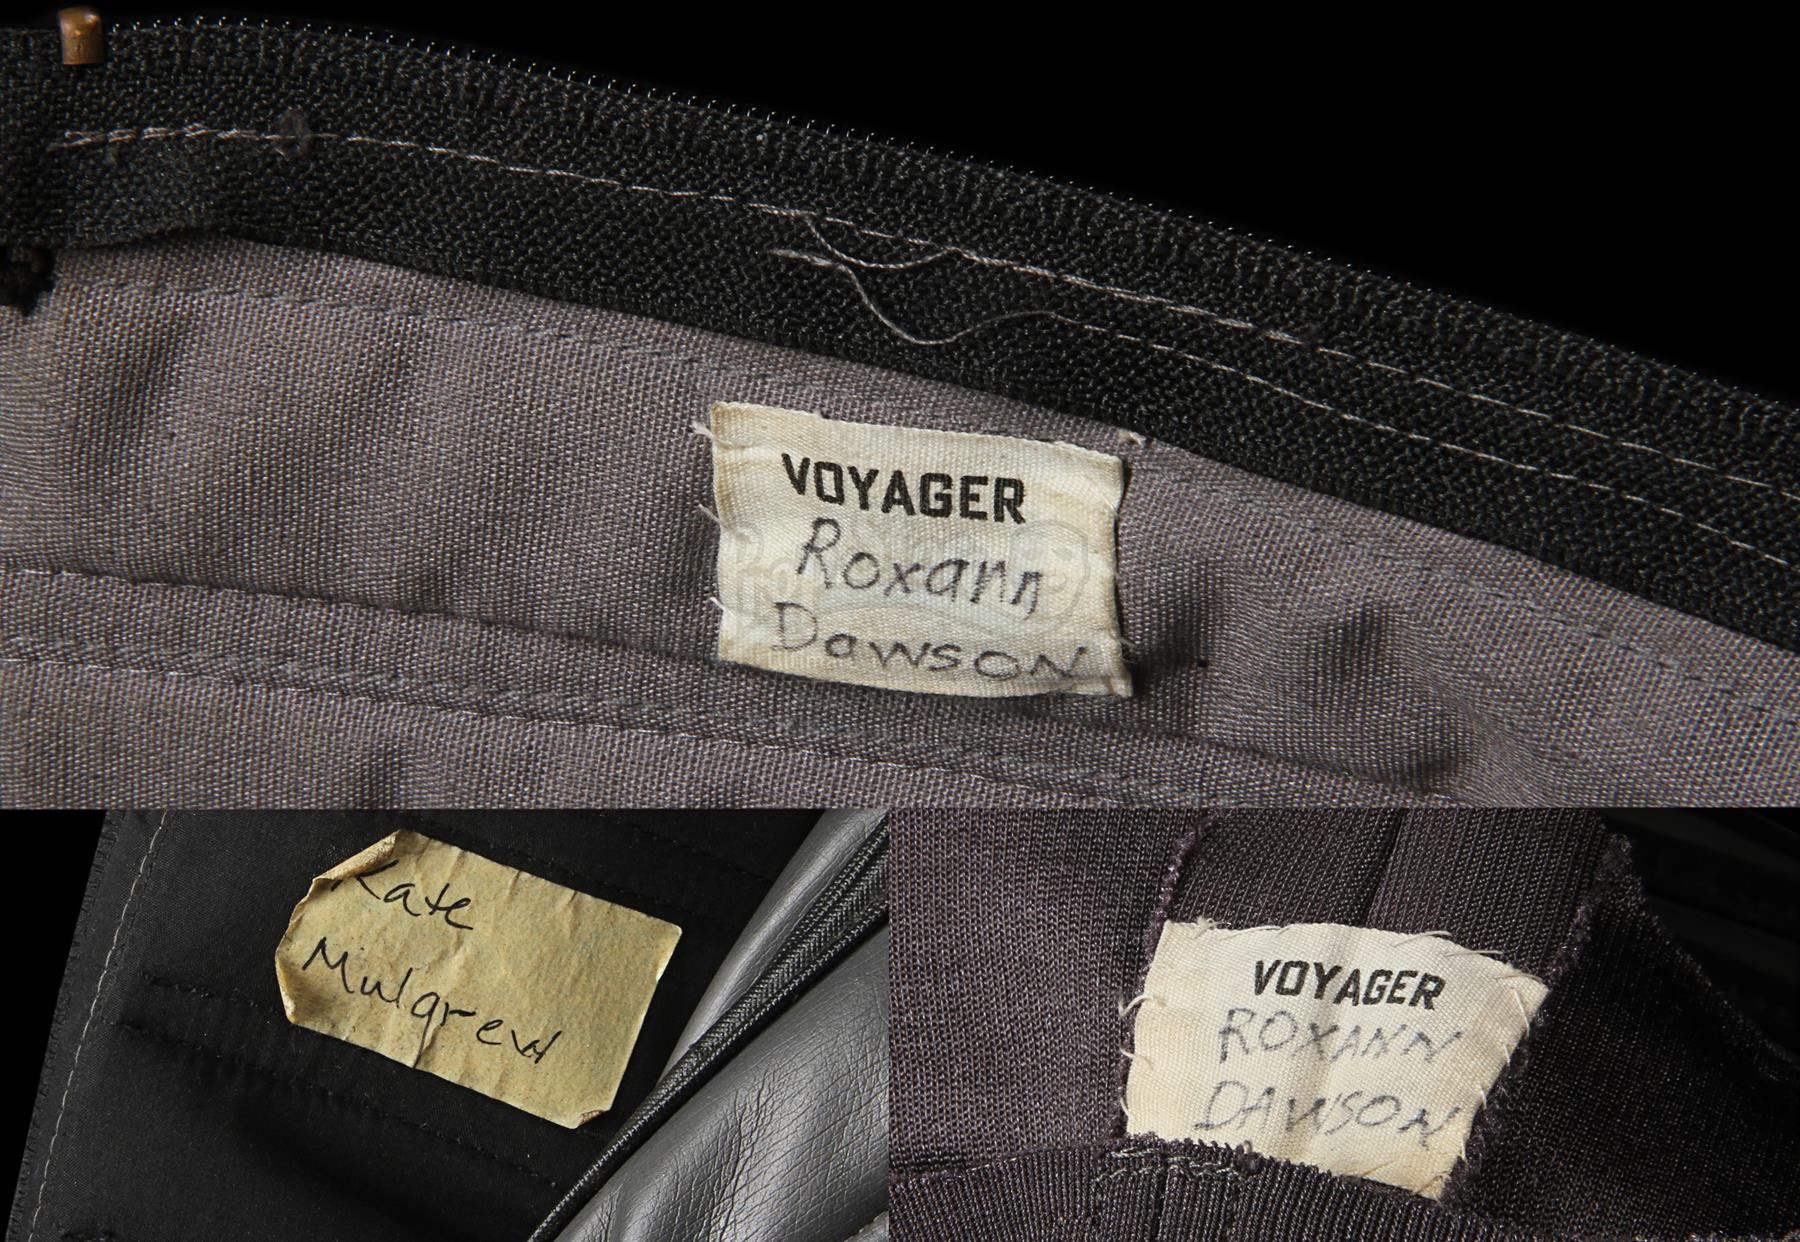 VOYAGER
Roxann
Dawson
Kate
Mulgrew
VOYAGER
ROXANN
DAWSON